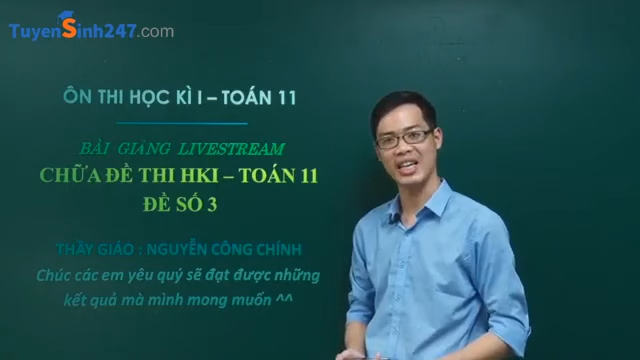 TuyenSinh247.com
ÔN THI HỌC KÌ I – TOÁN 11
BÀI GIẢNG LIVESTREAM
CHỮA ĐỀ THI HKI – TOÁN 11
ĐỀ SỐ 3
THẦY GIÁO : NGUYỄN CÔNG CHÍNH
Chúc các em yêu quý sẽ đạt được những
kết quả mà mình mong muốn ^^